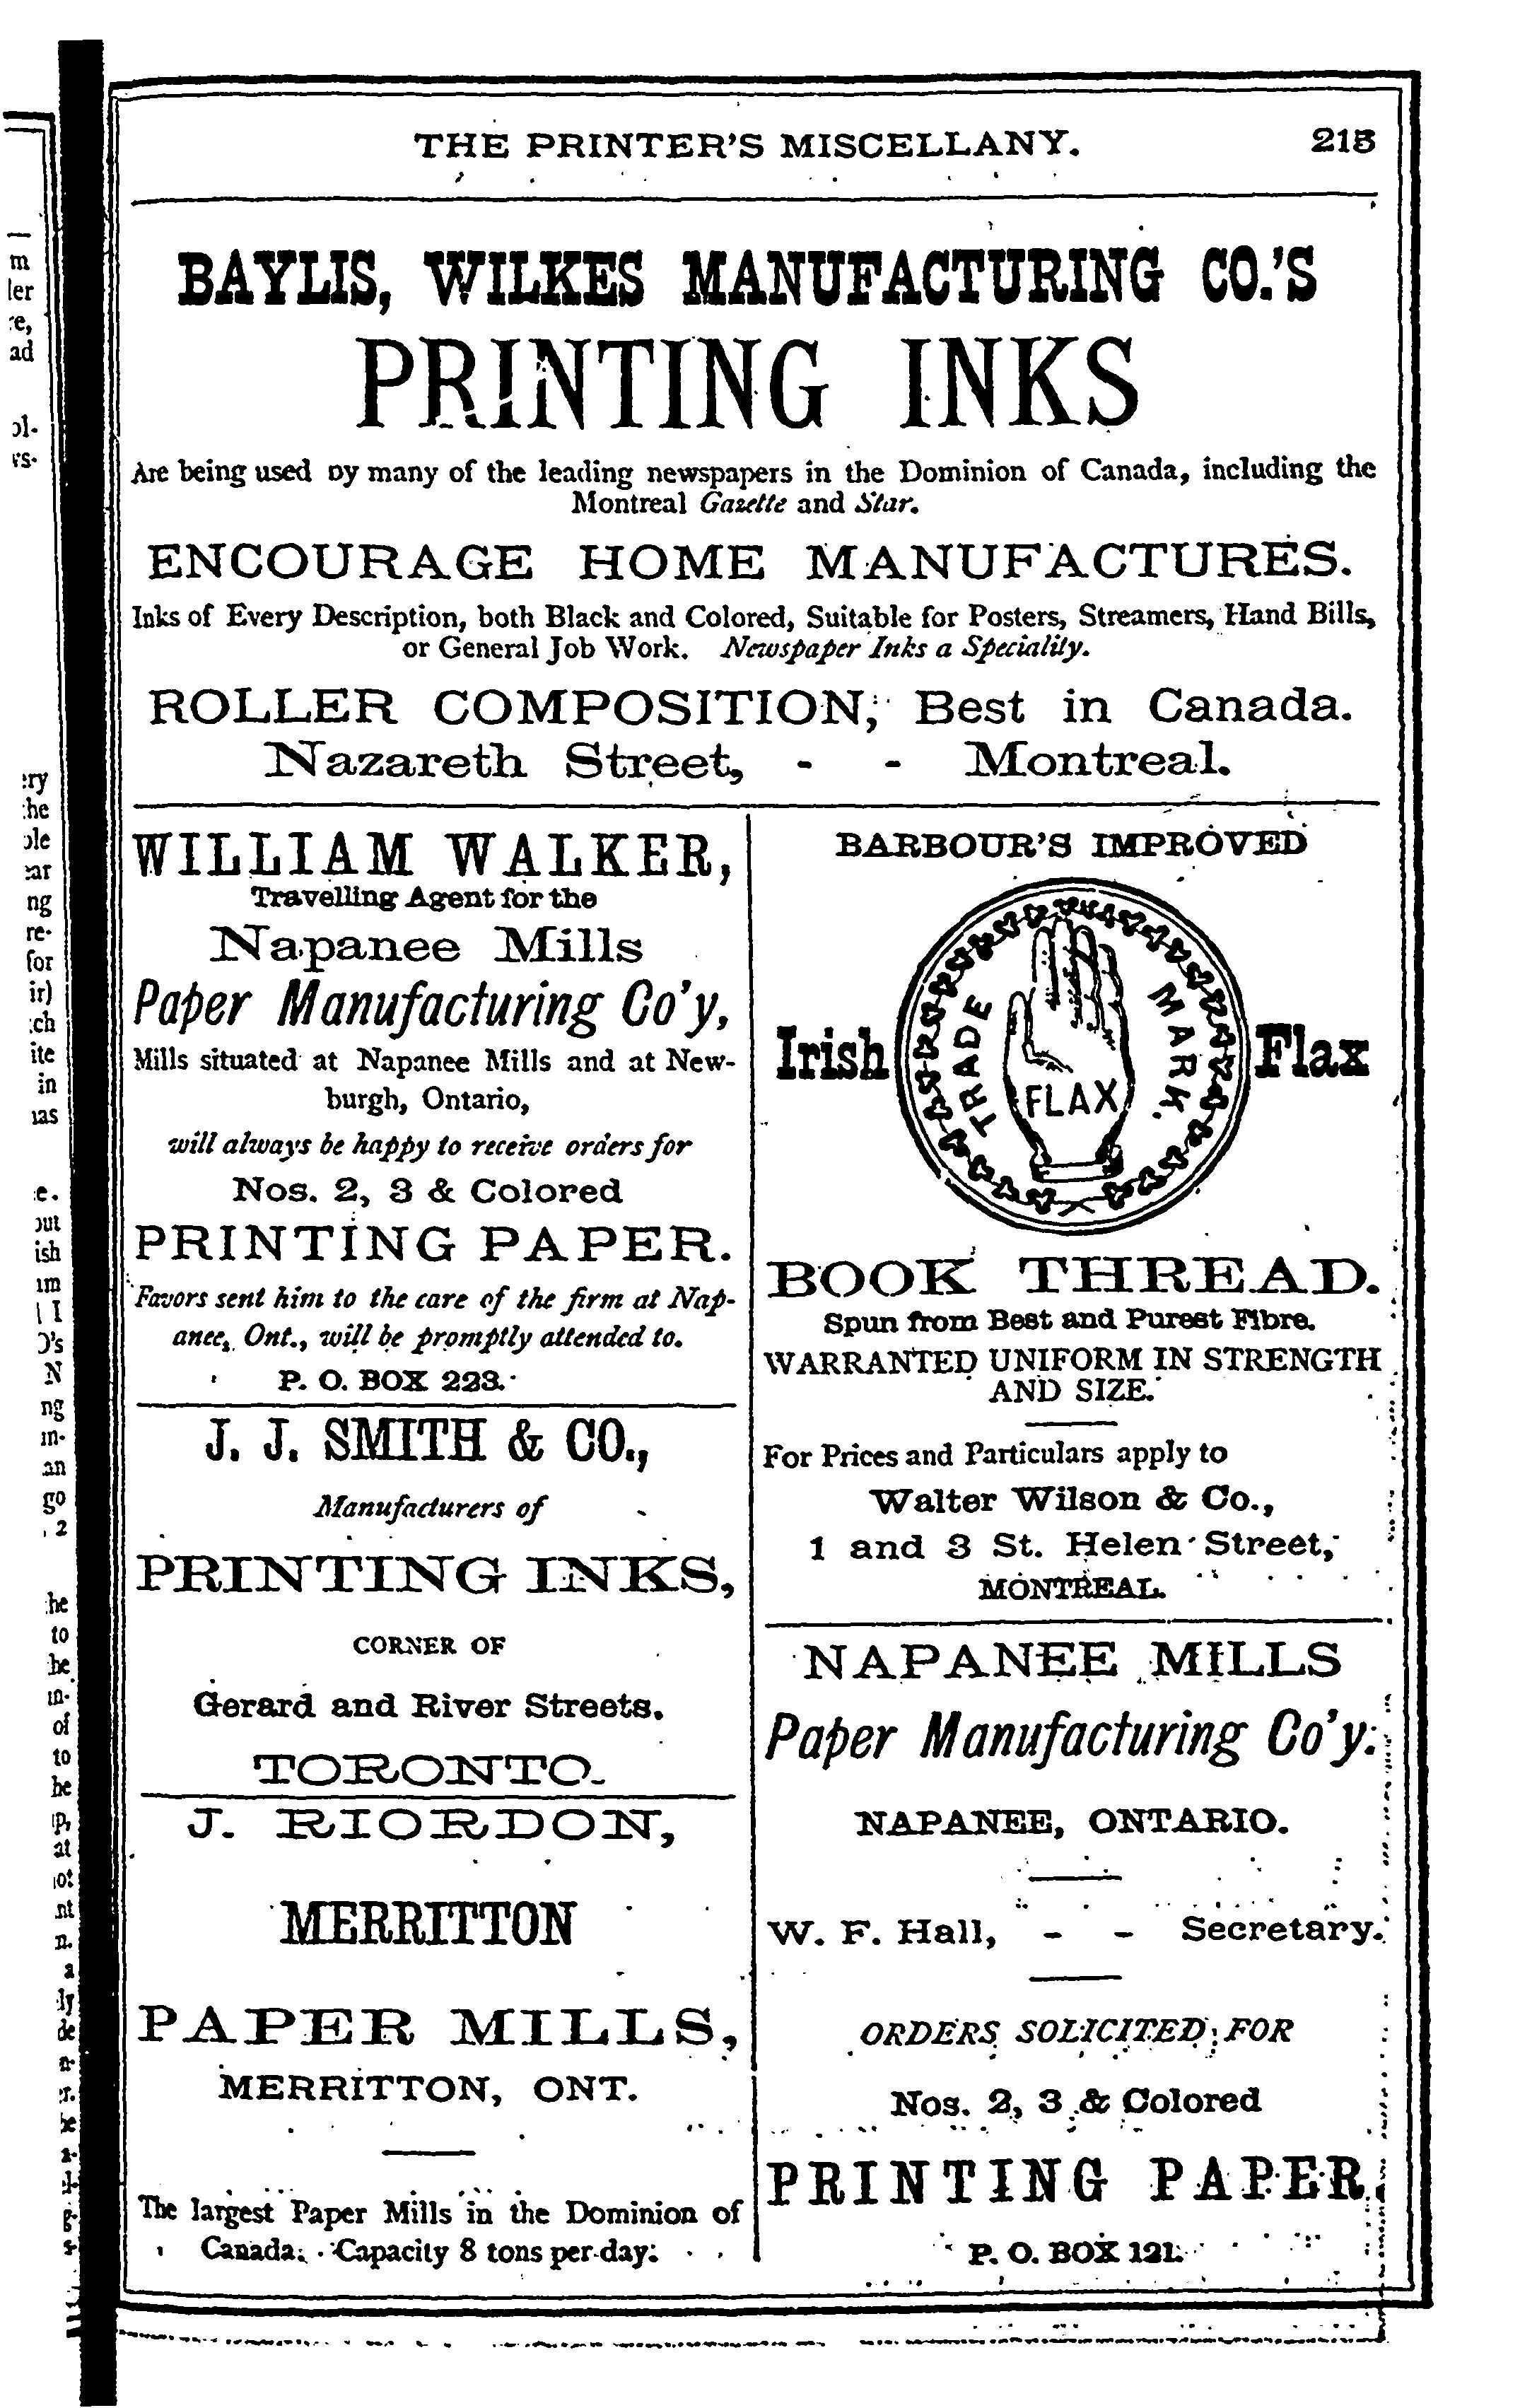 THE PRINTER'S MISCELLANY.
BAYLIS, WILKES MANUFACTURING CO.'S
PRINTING INKS
Are being used by many of the leading newspapers in the Dominion of Canada, including the
Montreal Gazette and Star.
ENCOURAGE HOME MANUFACTURES.
Inks of Every Description, both Black and Colored, Suitable for Posters, Streamers, Hand Bills,
or General Job Work. Newspaper Inks a Speciality.
ROLLER COMPOSITION, Best in Canada.
Nazareth Street, - - Montreal.
WILLIAM WALKER,
Travelling Agent for the
Napanee Mills
Paper Manufacturing Co'y,
Mills situated at Napanee Mills and at New-
burgh, Ontario,
will always be happy to receive orders for
Nos. 2, 3 & Colored
PRINTING PAPER.
Favors sent him to the care of the firm at Nap-
anee, Ont., will be promptly attended to.
P. O. BOX 223.
J. J. SMITH & CO.,
Manufacturers of
PRINTING INKS,
CORNER OF
Gerard and River Streets.
TORONTO.
J. RIORDON,
MERRITTON
PAPER MILLS,
MERRITTON, ONT.
The largest Paper Mills in the Dominion of
Canada. Capacity 8 tons per day.
BARBOUR'S IMPROVED
Irish TRADE MARK. Flax
FLAX
BOOK THREAD.
Spun from Best and Purest Fibre.
WARRANTED UNIFORM IN STRENGTH
AND SIZE.
For Prices and Particulars apply to
Walter Wilson & Co.,
1 and 3 St. Helen Street,
MONTREAL.
NAPANEE MILLS
Paper Manufacturing Co'y.
NAPANEE, ONTARIO.
W. F. Hall, - - Secretary.
ORDERS SOLICITED FOR
Nos. 2, 3 & Colored
PRINTING PAPER.
P. O. BOX 121.